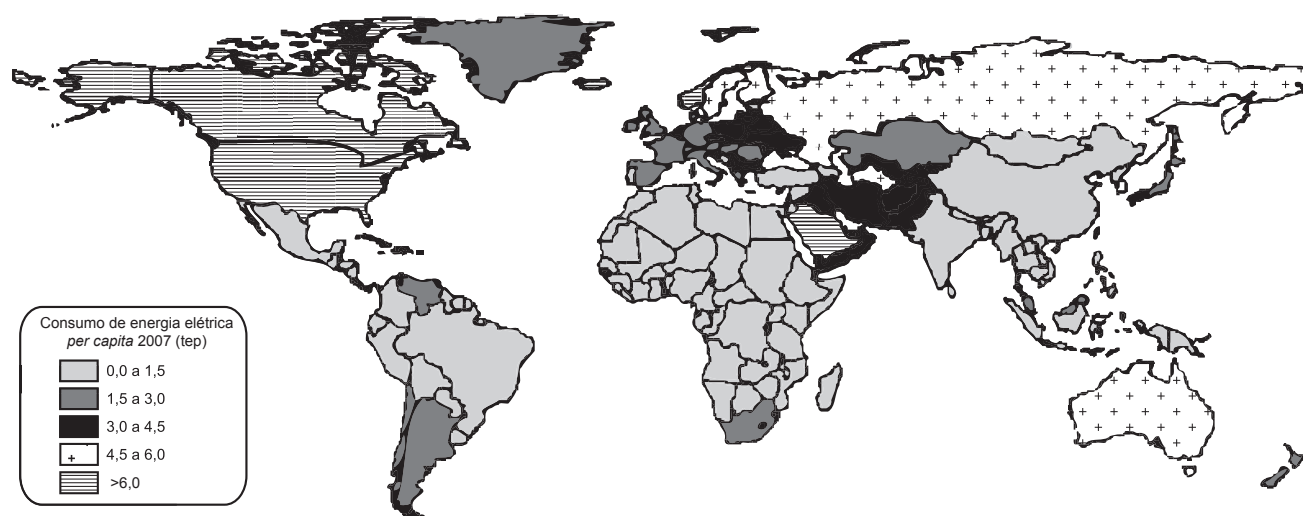 Consumo de energia elétrica
per capita 2007 (tep)
0,0 a 1,5
1,5 a 3,0
3,0 a 4,5
4,5 a 6,0
>6,0